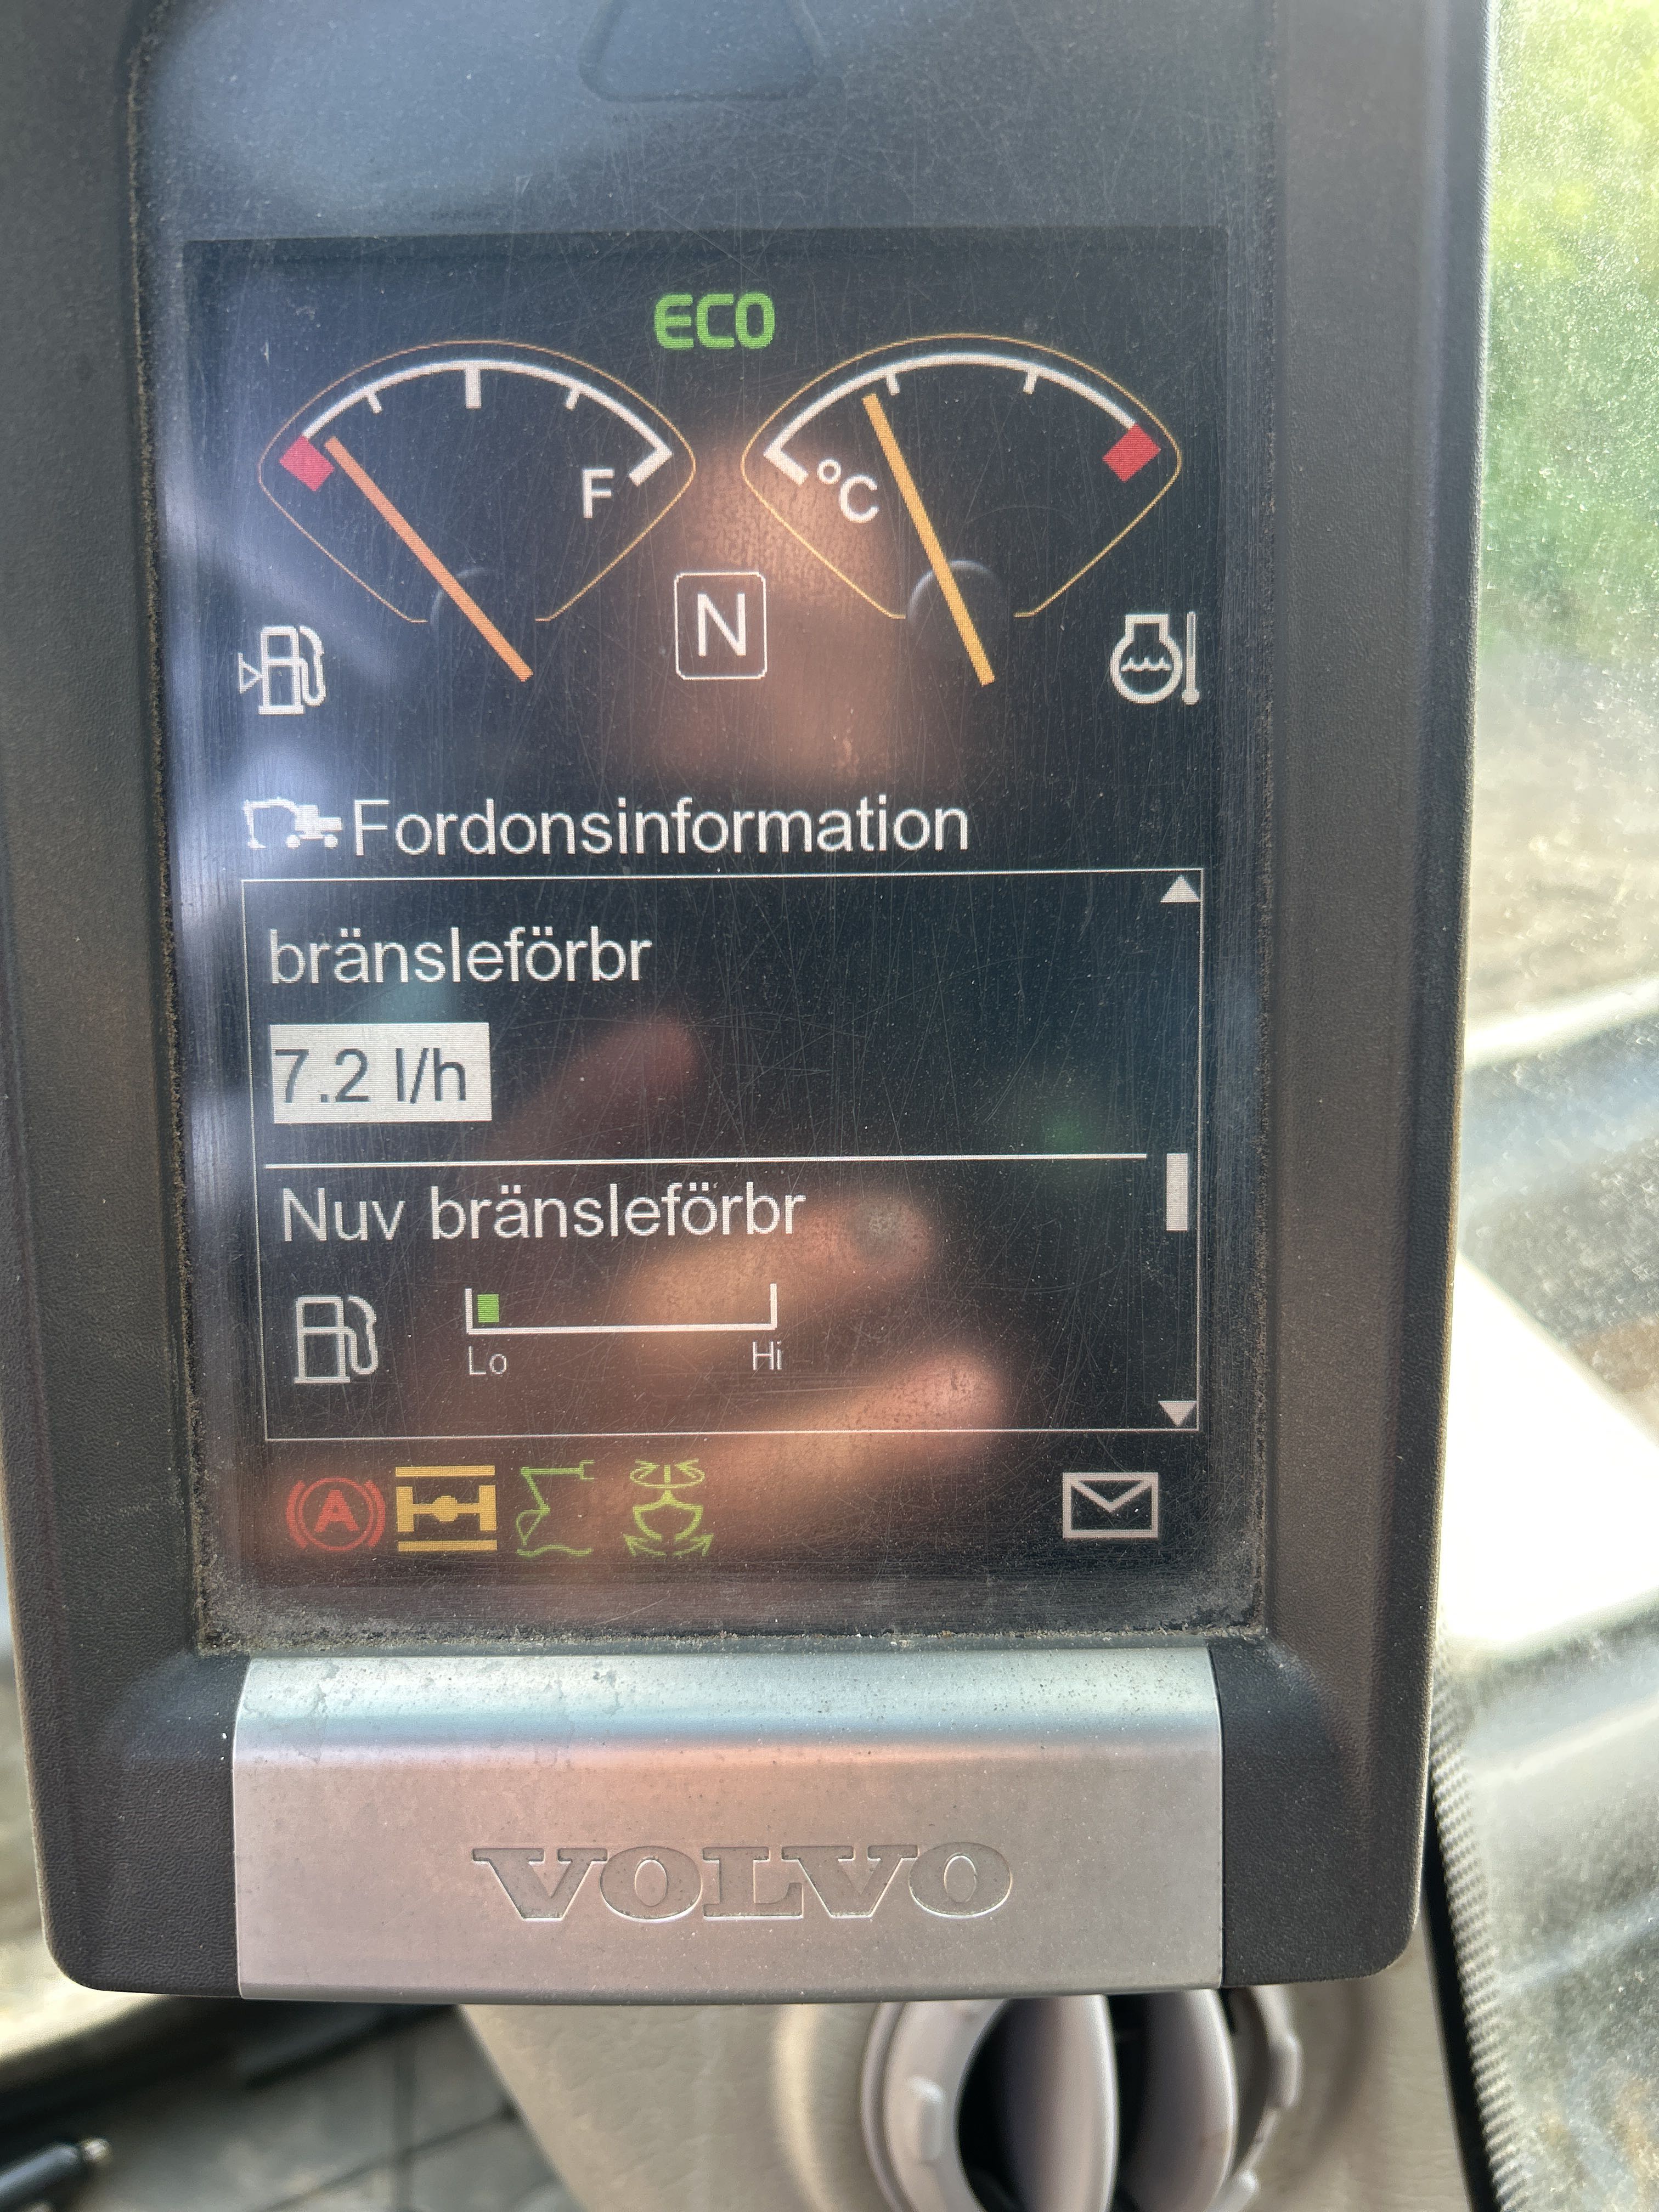 ECO
F
°C
N
Fordonsinformation
bränsleförbr
7.2 l/h
Nuv bränsleförbr
Lo Hi
A
VOLVO